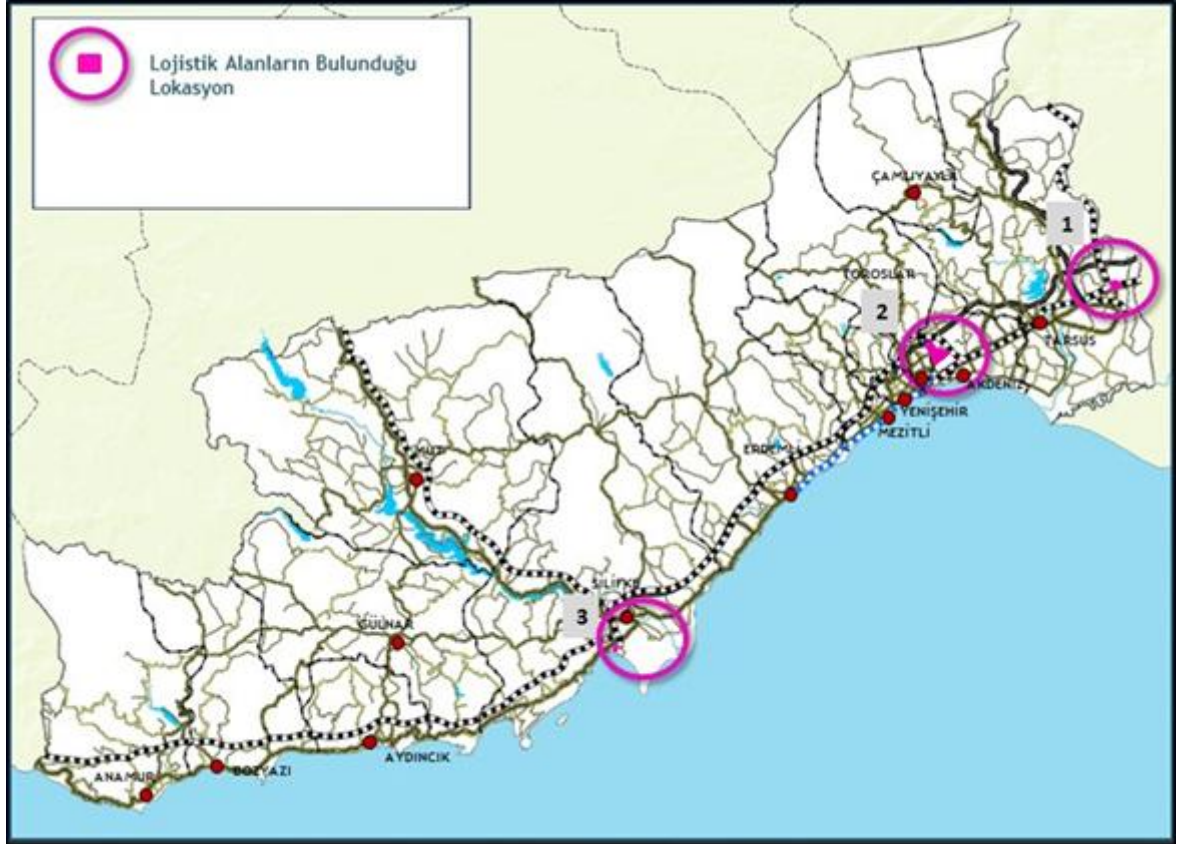 Lojistik Alanların Bulunduğu
Lokasyon
ÇAMLIYAYLA
1
TOROSLAR
2
TARSUS
AKDENİZ
YENİŞEHİR
MEZİTLİ
ERDEMLİ
MUT
SİLİFKE
3
GÜLNAR
AYDINCIK
BOZYAZI
ANAMUR